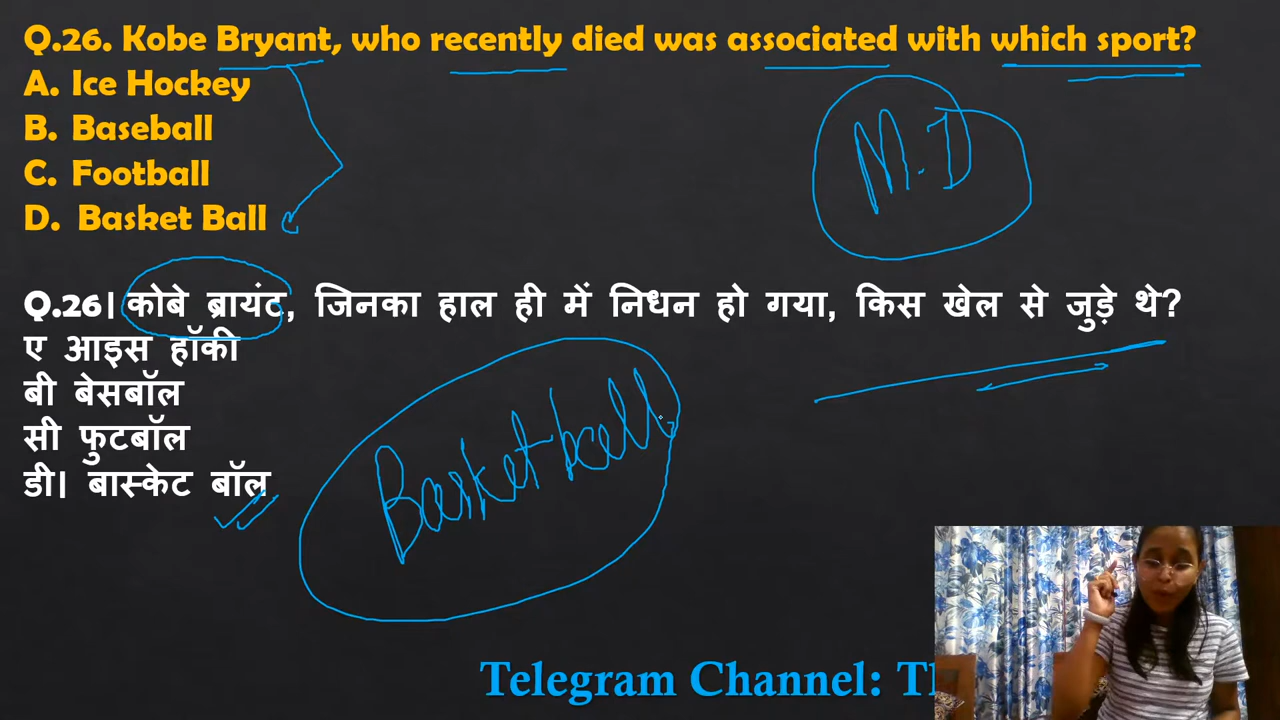 Q.26. Kobe Bryant, who recently died was associated with which sport?
A. Ice Hockey
B. Baseball
C. Football
D. Basket Ball
M.D
Q.26। कोबे ब्रायंट, जिनका हाल ही में निधन हो गया, किस खेल से जुड़े थे?
ए आइस हॉकी
बी बेसबॉल
सी फुटबॉल
डी। बास्केट बॉल
Basketball
Telegram Channel: